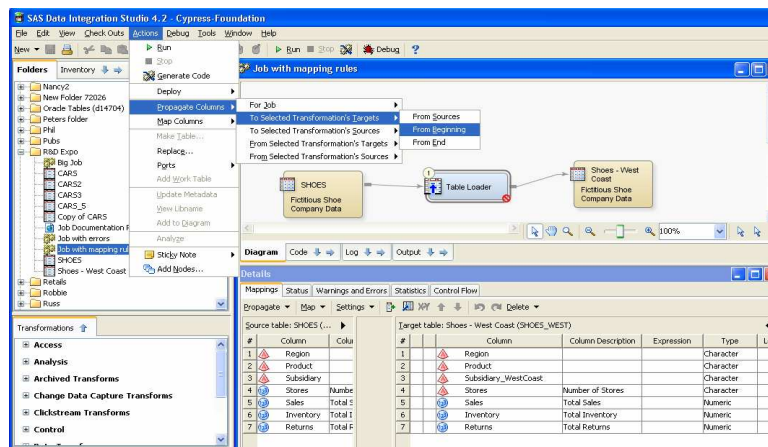 SAS Data Integration Studio 4.2 - Cypress-Foundation
File Edit View Check Outs Actions Debug Tools Window Help
New Run Stop Debug
Folders Inventory
Nancy2
New Folder 72026
Oracle Tables (d14704)
Peters folder
Phil
Pubs
R&D Expo
Big Job
CARS
CARS2
CARS3
CARS_5
Copy of CARS
Job Documentation
Job with errors
Job with mapping rul
SHOES
Shoes - West Coast
Retails
Robbie
Russ
Run
Stop
Generate Code
Deploy
Propagate Columns
Map Columns
Make Table...
Replace...
Ports
Add Work Table
Update Metadata
View Libname
Add to Diagram
Analyze
Sticky Note
Add Nodes...
For Job
To Selected Transformation's Targets
To Selected Transformation's Sources
From Selected Transformation's Targets
From Selected Transformation's Sources
From Sources
From Beginning
From End
Job with mapping rules
SHOES
Fictitious Shoe
Company Data
1
Table Loader
Shoes - West
Coast
Fictitious Shoe
Company Data
100%
Diagram Code Log Output
Details
Mappings Status Warnings and Errors Statistics Control Flow
Propagate Map Settings Delete
Source table: SHOES (...
# Column Colu
1 Region
2 Product
3 Subsidiary
4 Stores Numbe
5 Sales Total S
6 Inventory Total I
7 Returns Total R
Target table: Shoes - West Coast (SHOES_WEST)
# Column Column Description Expression Type
1 Region Character
2 Product Character
3 Subsidiary_WestCoast Character
4 Stores Number of Stores Character
5 Sales Total Sales Numeric
6 Inventory Total Inventory Numeric
7 Returns Total Returns Numeric
Transformations
Access
Analysis
Archived Transforms
Change Data Capture Transforms
Clickstream Transforms
Control